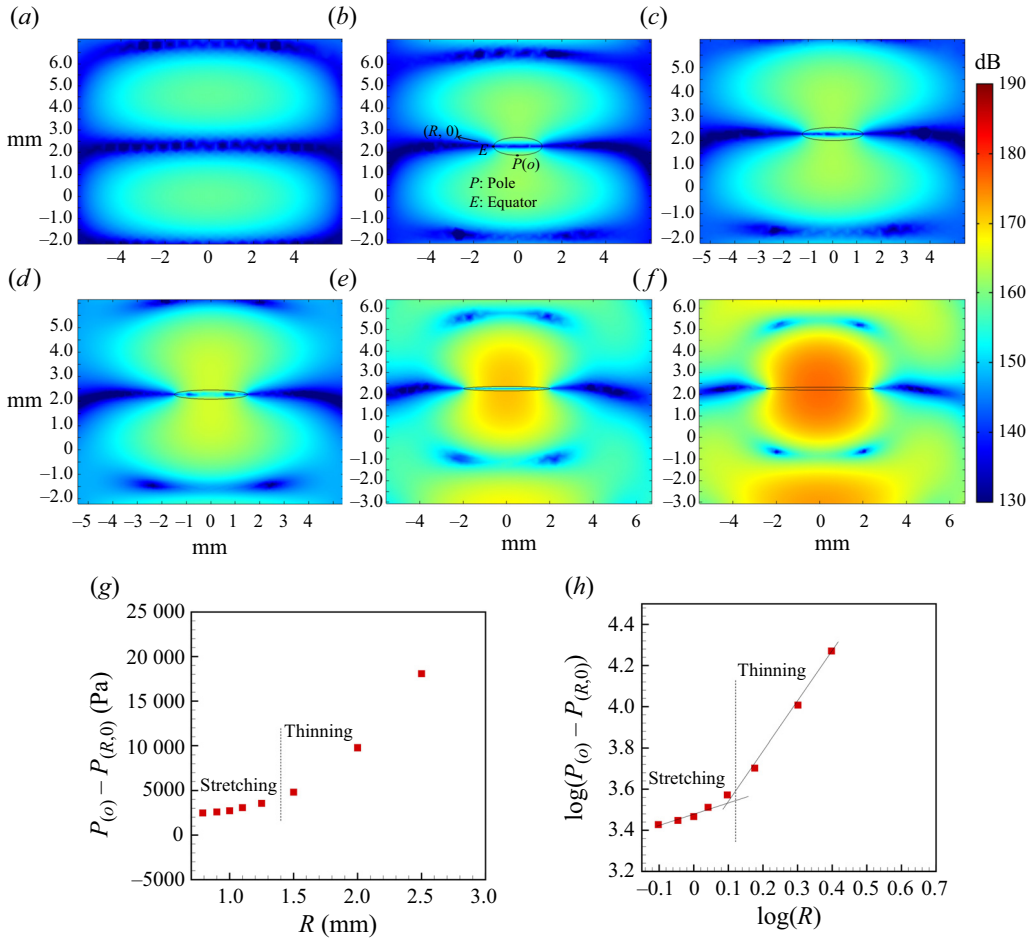 (a)
(b)
(c)
dB
mm
6.0
5.0
4.0
3.0
2.0
1.0
0
–1.0
–2.0
–4 –2 0 2 4
6.0
5.0
4.0
3.0
2.0
1.0
0
–1.0
–2.0
(R, 0)
E
P(o)
P: Pole
E: Equator
–4 –2 0 2 4 6
5.0
4.0
3.0
2.0
1.0
0
–1.0
–2.0
–5 –4 –3 –2 –1 0 1 2 3 4
190
180
170
160
150
140
130
(d)
(e)
(f)
mm
5.0
4.0
3.0
2.0
1.0
0
–1.0
–2.0
–5 –4 –3 –2 –1 0 1 2 3 4
mm
6.0
5.0
4.0
3.0
2.0
1.0
0
–1.0
–2.0
–3.0
–4 –2 0 2 4 6
mm
6.0
5.0
4.0
3.0
2.0
1.0
0
–1.0
–2.0
–3.0
–4 –2 0 2 4 6
mm
(g)
P(o) – P(R,0) (Pa)
25 000
20 000
15 000
10 000
5000
0
–5000
Stretching
Thinning
1.0 1.5 2.0 2.5 3.0
R (mm)
(h)
log(P(o) – P(R,0))
4.4
4.2
4.0
3.8
3.6
3.4
3.2
Thinning
Stretching
–0.1 0 0.1 0.2 0.3 0.4 0.5 0.6 0.7
log(R)